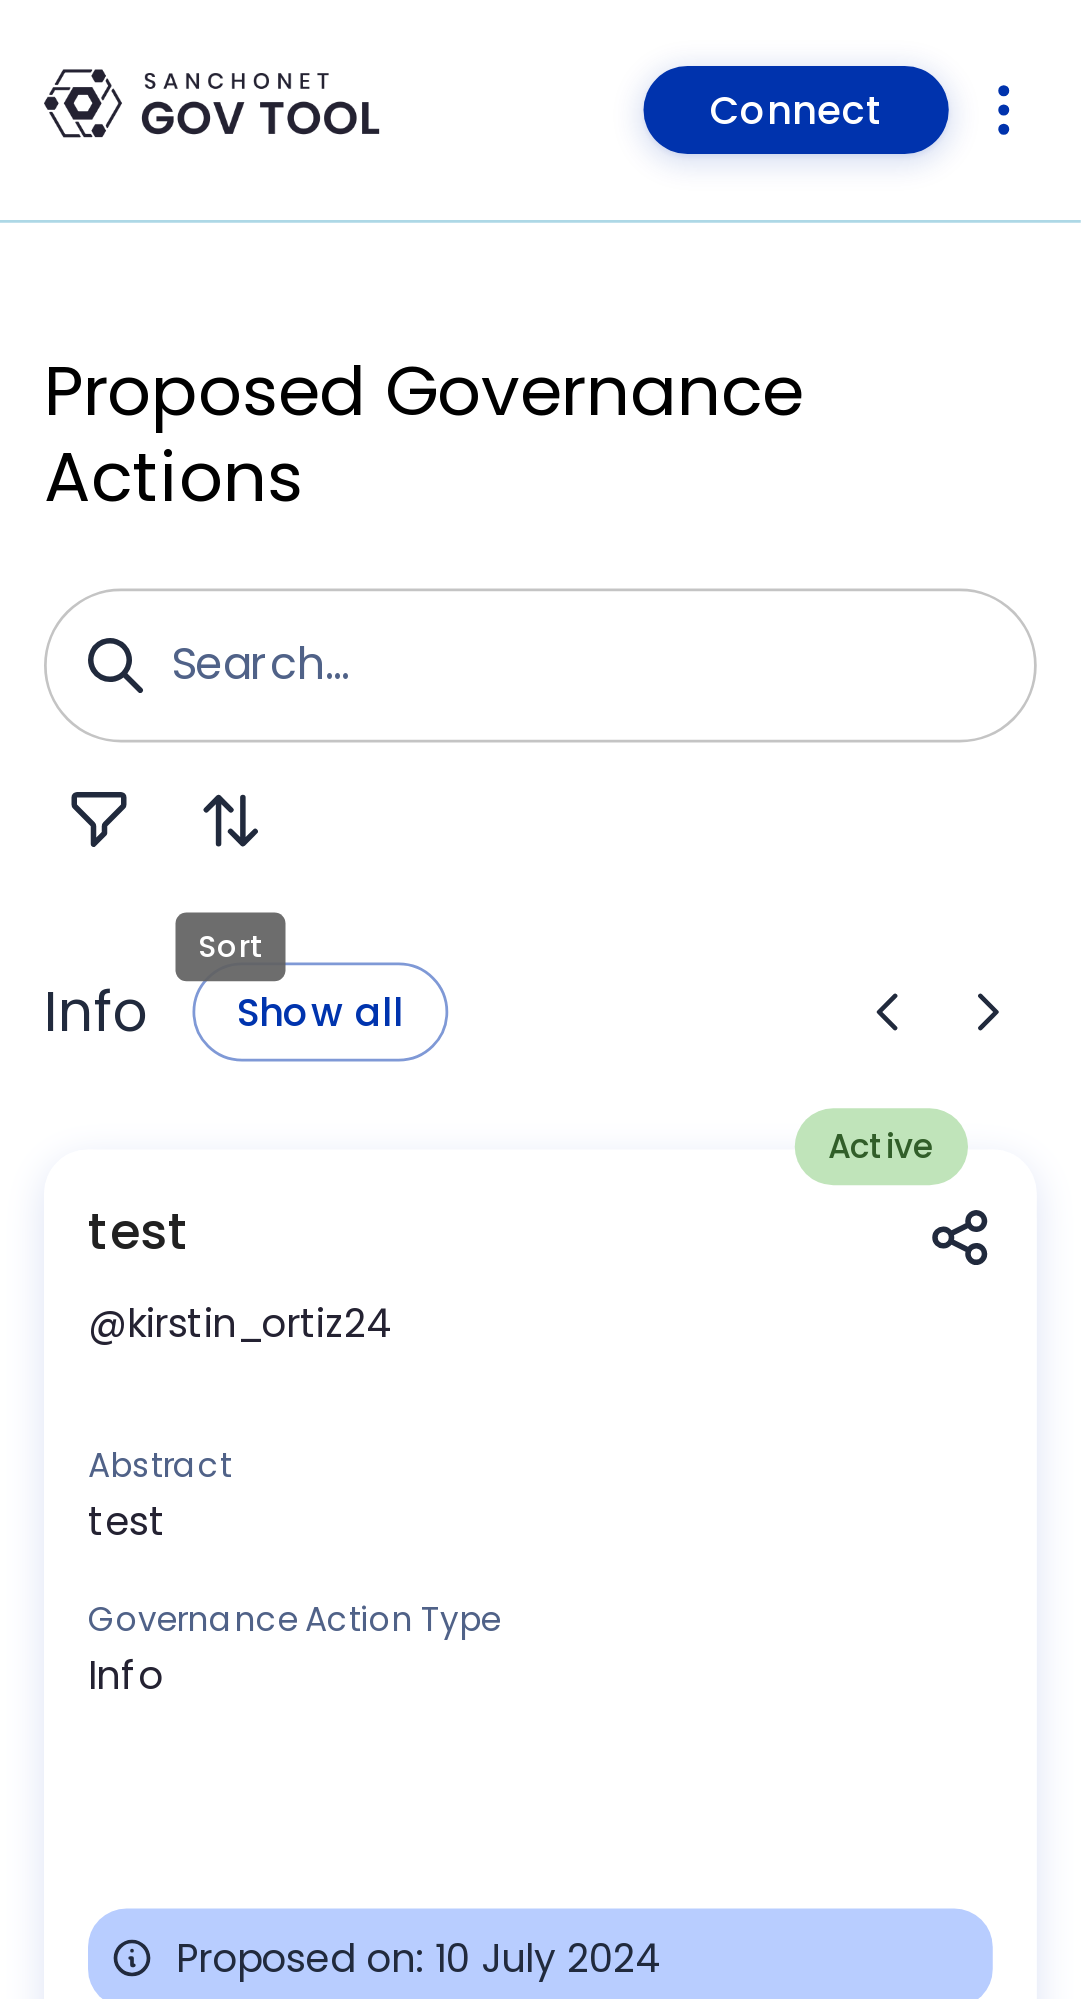 SANCHONET
GOV TOOL
Connect
Proposed Governance
Actions
Search...
Sort
Info
Show all
Active
test
@kirstin_ortiz24
Abstract
test
Governance Action Type
Info
Proposed on: 10 July 2024